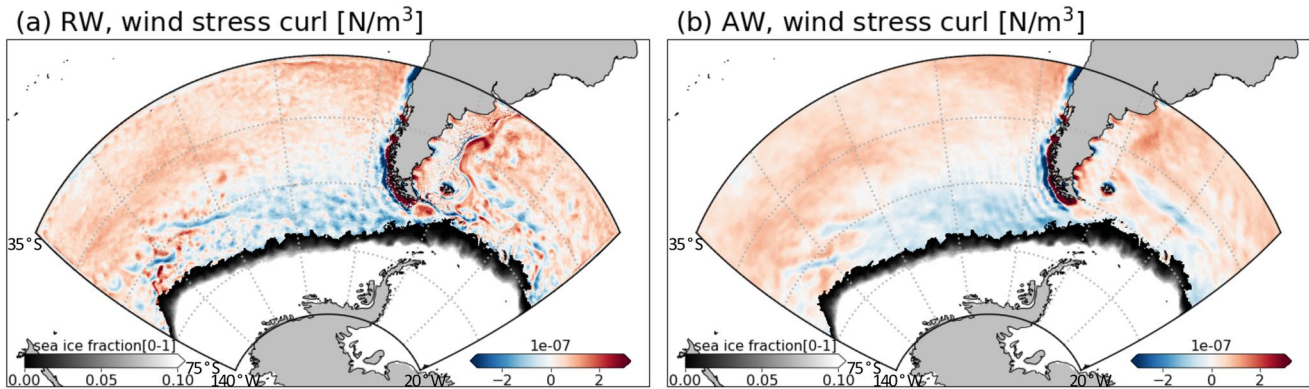 (a) RW, wind stress curl [N/m³]
35°S
sea ice fraction[0-1]
0.00 0.05 0.10
75°S
140°W
20°W
1e-07
−2 0 2
(b) AW, wind stress curl [N/m³]
35°S
sea ice fraction[0-1]
0.00 0.05 0.10
75°S
140°W
20°W
1e-07
−2 0 2